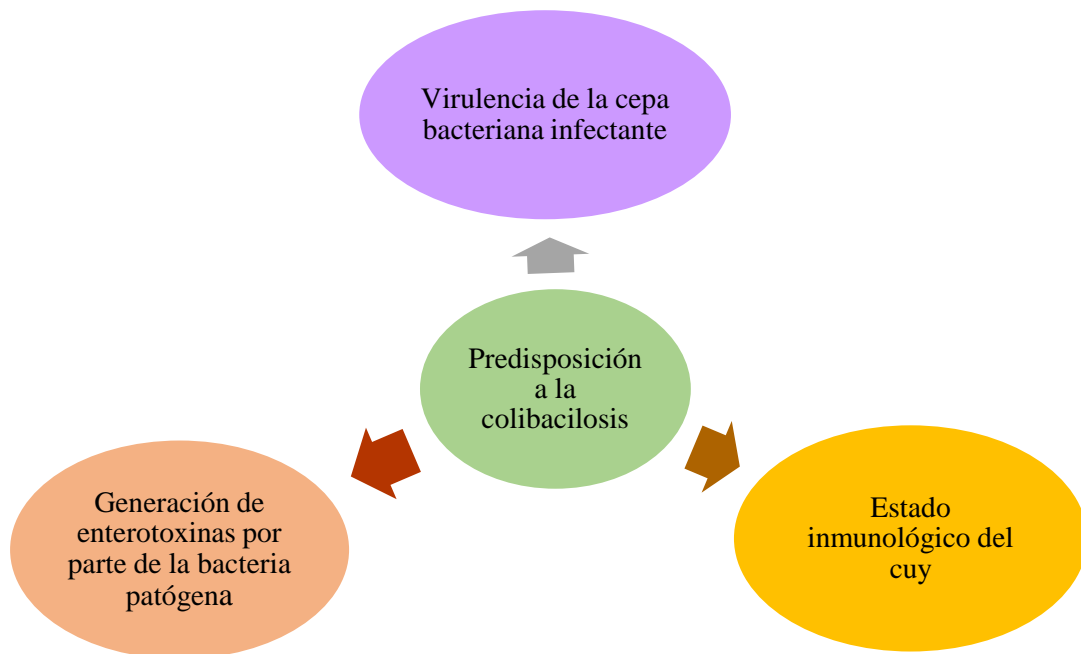 Virulencia de la cepa
bacteriana infectante
Predisposición
a la
colibacilosis
Generación de
enterotoxinas por
parte de la bacteria
patógena
Estado
inmunológico del
cuy